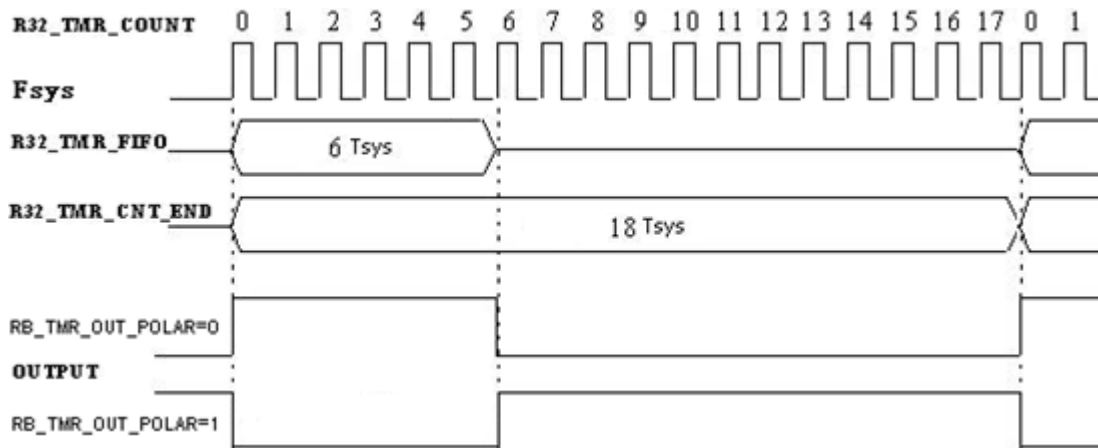 R32_TMR_COUNT 0 1 2 3 4 5 6 7 8 9 10 11 12 13 14 15 16 17 0 1
Fsys
R32_TMR_FIFO 6 Tsys
R32_TMR_CNT_END 18 Tsys
RB_TMR_OUT_POLAR=0
OUTPUT
RB_TMR_OUT_POLAR=1